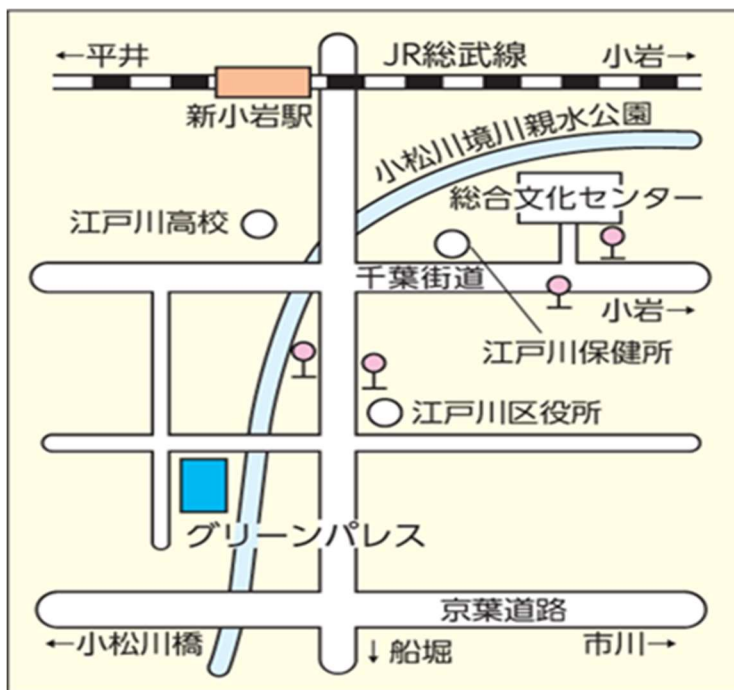 ←平井
JR総武線
小岩→
新小岩駅
小松川境川親水公園
総合文化センター
江戸川高校
千葉街道
小岩→
江戸川保健所
江戸川区役所
グリーンパレス
京葉道路
←小松川橋
↓船堀
市川→